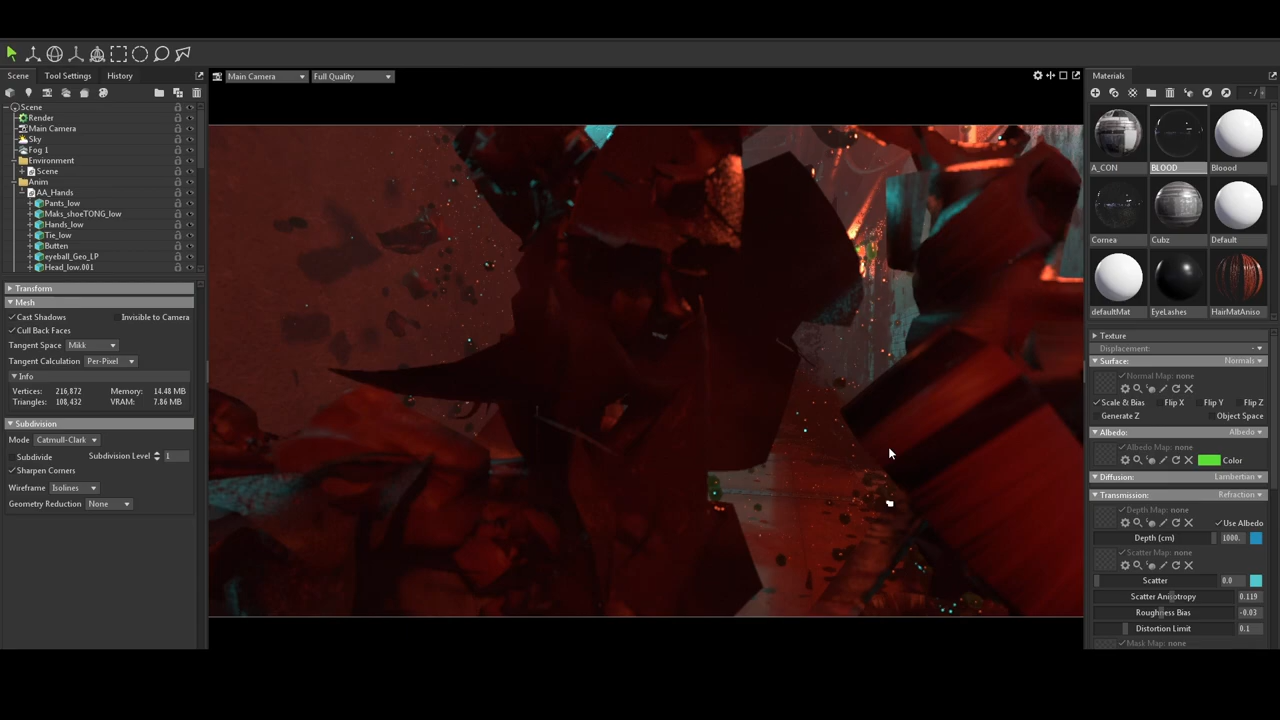 Scene Tool Settings History
Main Camera Full Quality
Materials
Scene
Render
Main Camera
Sky
Fog 1
Environment
Scene
Anim
AA_Hands
Pants_low
Maks_shoeTONG_low
Hands_low
Tie_low
Butten
eyeball_Geo_LP
Head_low.001
Transform
Mesh
Cast Shadows Invisible to Camera
Cull Back Faces
Tangent Space Mikk
Tangent Calculation Per-Pixel
Info
Vertices: 216,872 Memory: 14.48 MB
Triangles: 108,432 VRAM: 7.86 MB
Subdivision
Mode Catmull-Clark
Subdivide Subdivision Level 1
Sharpen Corners
Wireframe Isolines
Geometry Reduction None
A_CON BLOOD Bloood
Cornea Cubz Default
defaultMat EyeLashes HairMatAniso
Texture
Displacement: -
Surface: Normals
Normal Map: none
Scale & Bias Flip X Flip Y Flip Z
Generate Z Object Space
Albedo: Albedo
Albedo Map: none
Color
Diffusion: Lambertian
Transmission: Refraction
Depth Map: none
Use Albedo
Depth (cm) 1000.
Scatter Map: none
Scatter 0.0
Scatter Anisotropy 0.119
Roughness Bias -0.03
Distortion Limit 0.1
Mask Map: none